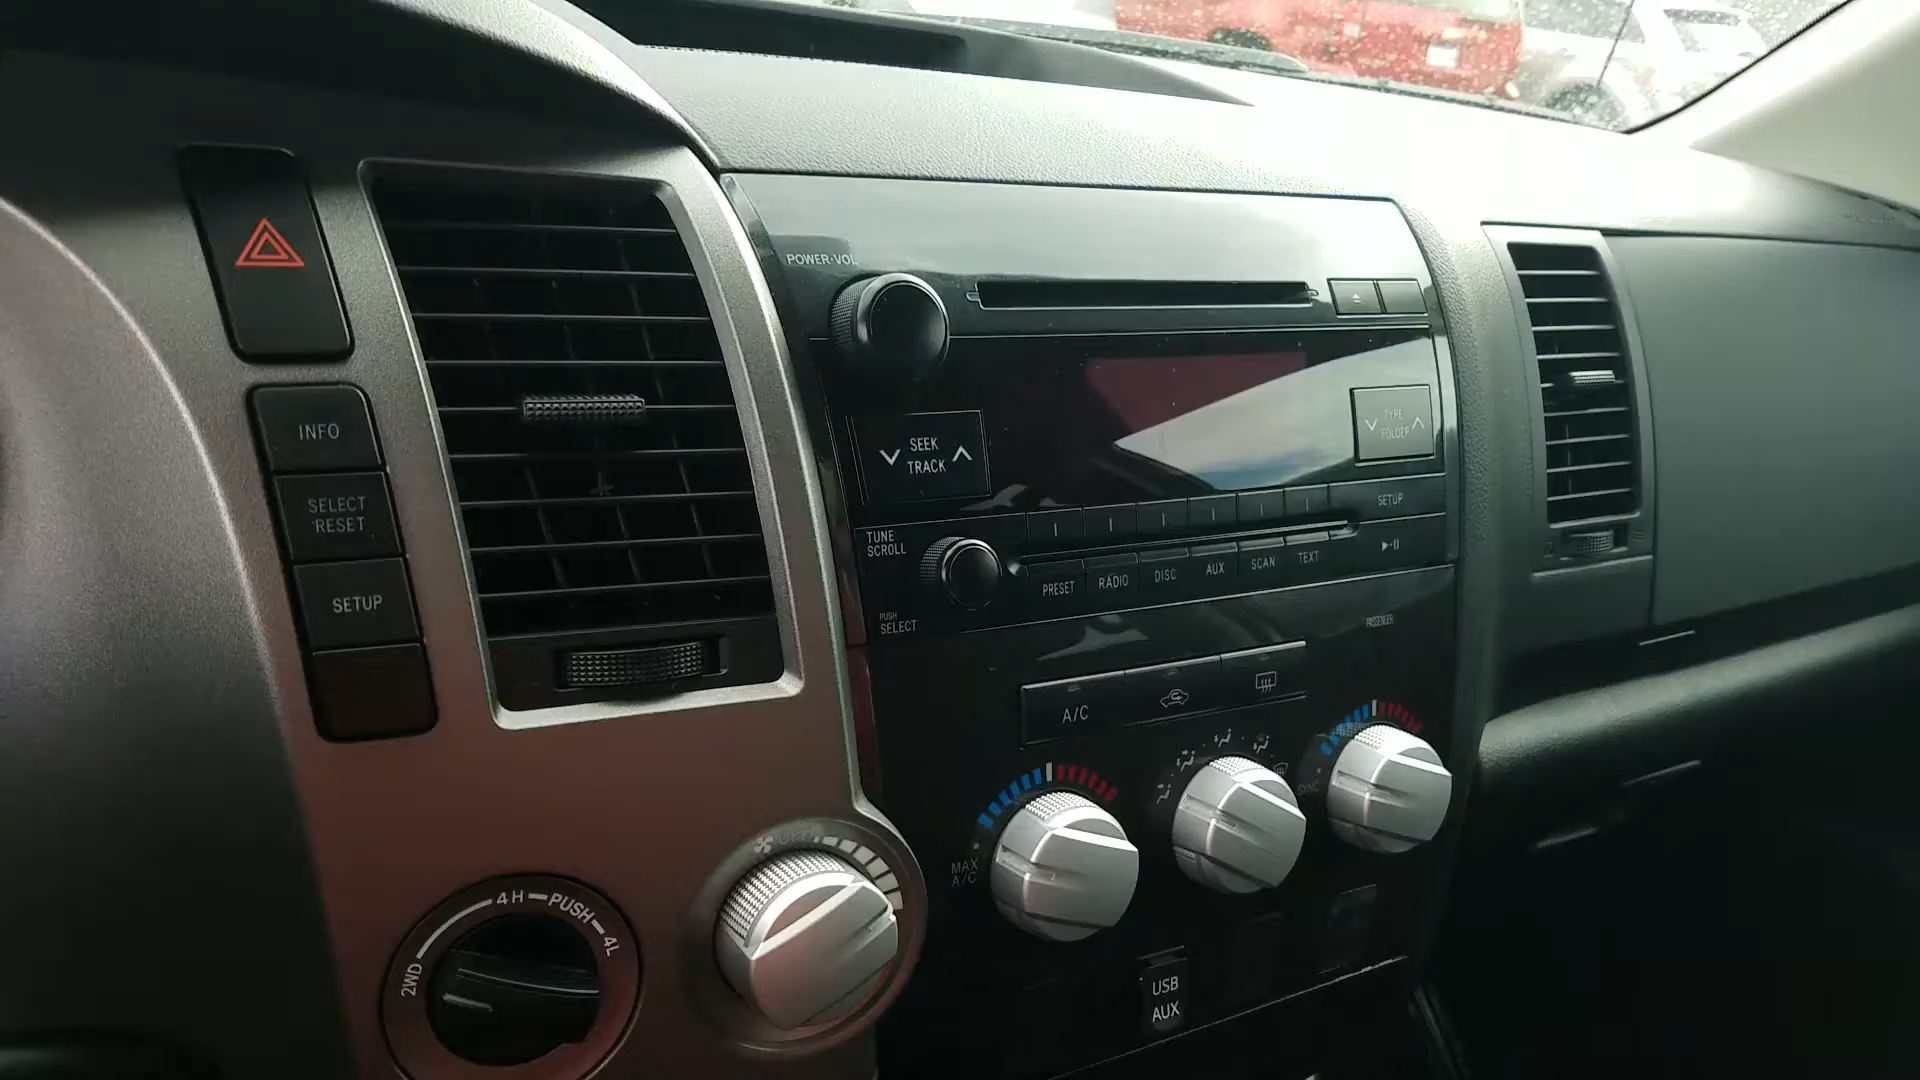 POWER·VOL
INFO
SELECT
RESET
SETUP
SEEK
TRACK
TYPE
FOLDER
SETUP
TUNE
SCROLL
PRESET
RADIO
DISC
AUX
SCAN
TEXT
PUSH
SELECT
PASSENGER
A/C
OFF
MAX
A/C
SYNC
2WD
4H
PUSH
4L
USB
AUX